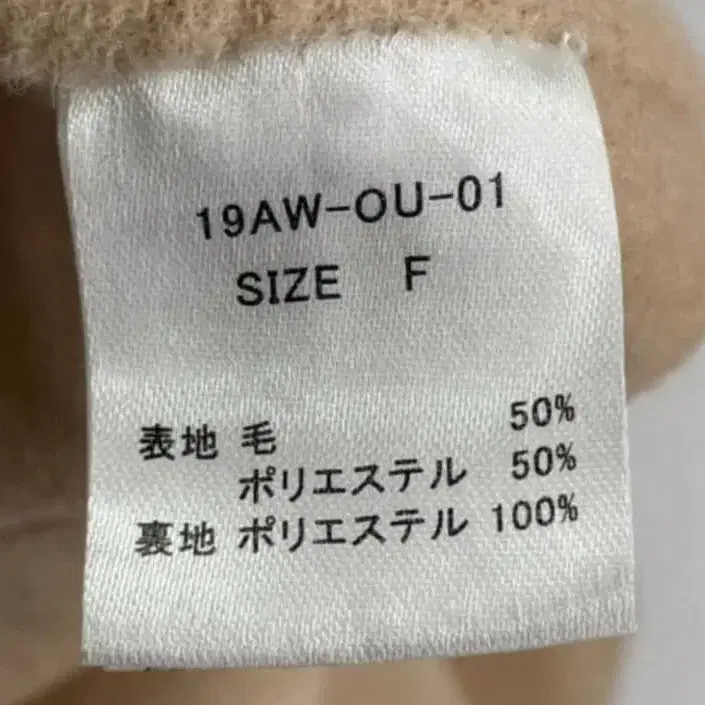 19AW-OU-01
SIZE F
表地 毛 50%
ポリエステル 50%
裏地 ポリエステル 100%